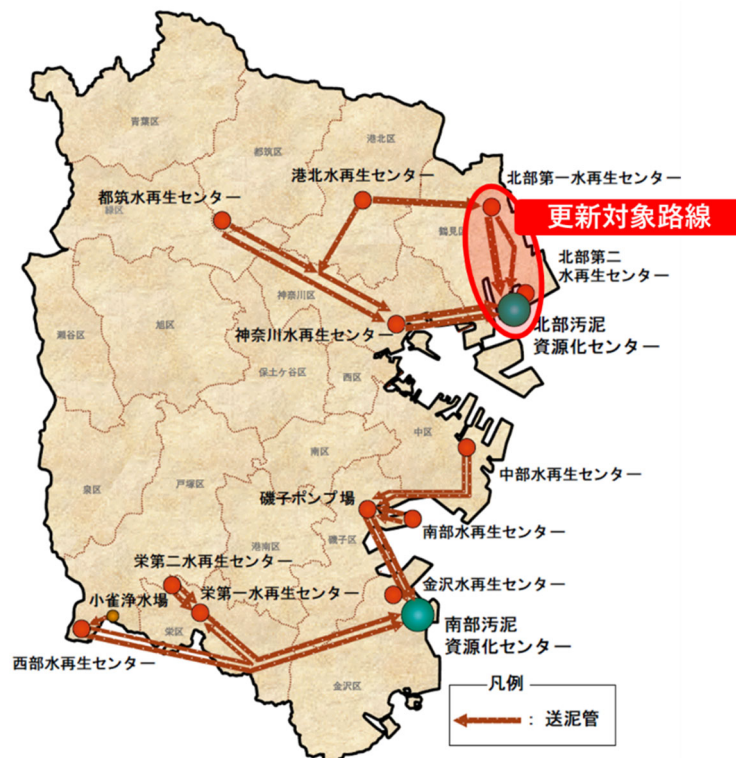 青葉区
都筑区
港北区
港北水再生センター
北部第一水再生センター
都筑水再生センター
緑区
鶴見区
更新対象路線
北部第二
水再生センター
神奈川区
神奈川水再生センター
北部汚泥
資源化センター
瀬谷区
旭区
保土ケ谷区
西区
中区
南区
中部水再生センター
泉区
戸塚区
磯子ポンプ場
港南区
磯子区
南部水再生センター
栄第二水再生センター
小雀浄水場
栄第一水再生センター
金沢水再生センター
栄区
南部汚泥
資源化センター
西部水再生センター
金沢区
凡例
：送泥管